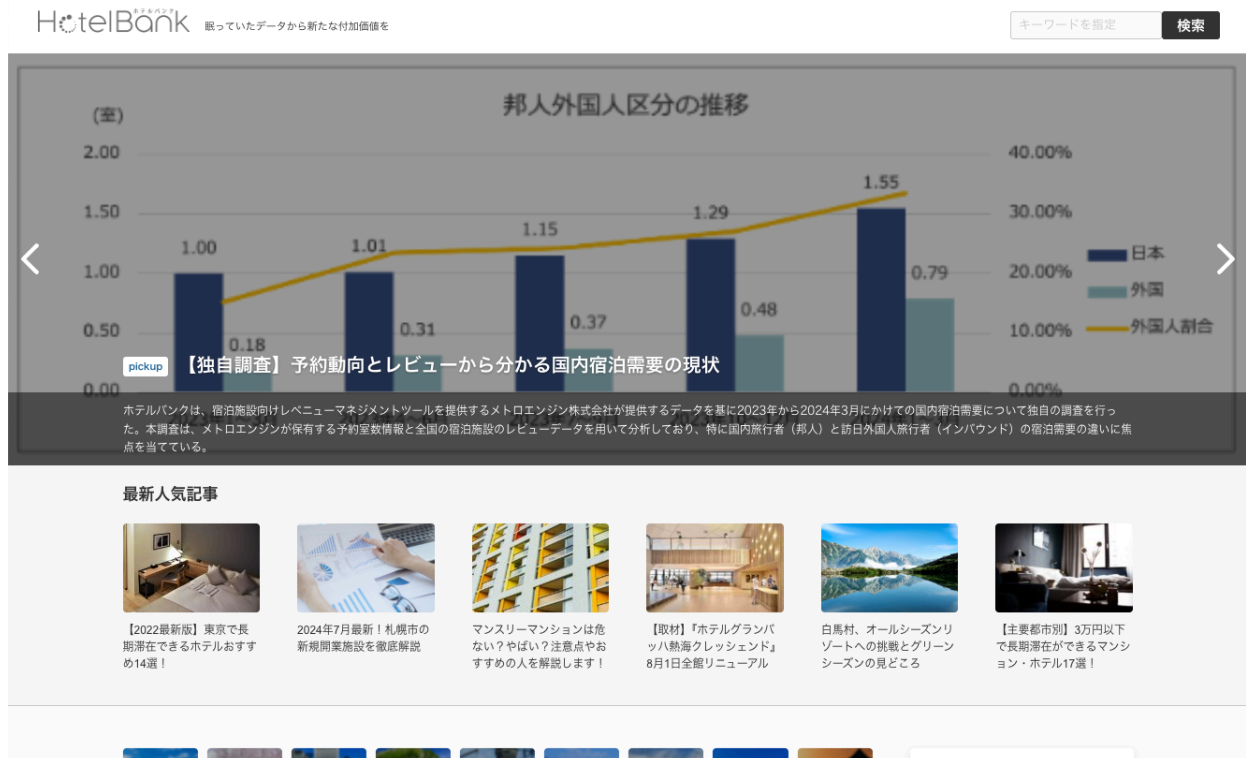 ホテルバンク
HotelBank
眠っていたデータから新たな付加価値を
キーワードを指定
検索
邦人外国人区分の推移
(室)
2.00
40.00%
1.55
1.50
30.00%
1.29
1.15
1.00
1.01
日本
1.00
20.00%
0.79
外国
0.48
0.37
0.31
0.18
0.50
10.00%
外国人割合
pickup
【独自調査】予約動向とレビューから分かる国内宿泊需要の現状
0.00
0.00%
ホテルバンクは、宿泊施設向けレベニューマネジメントツールを提供するメトロエンジン株式会社が提供するデータを基に2023年から2024年3月にかけての国内宿泊需要について独自の調査を行っ
た。本調査は、メトロエンジンが保有する予約室数情報と全国の宿泊施設のレビューデータを用いて分析しており、特に国内旅行者（邦人）と訪日外国人旅行者（インバウンド）の宿泊需要の違いに焦
点を当てている。
最新人気記事
【2022最新版】東京で長
期滞在できるホテルおすす
め14選！
2024年7月最新！札幌市の
新規開業施設を徹底解説
マンスリーマンションは危
ない？やばい？注意点やお
すすめの人を解説します！
【取材】『ホテルグランバ
ッハ熱海クレッシェンド』
8月1日全館リニューアル
白馬村、オールシーズンリ
ゾートへの挑戦とグリーン
シーズンの見どころ
【主要都市別】3万円以下
で長期滞在ができるマンシ
ョン・ホテル17選！